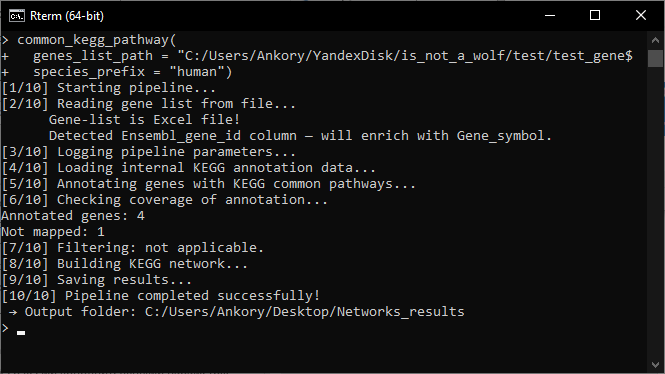 Rterm (64-bit)
> common_kegg_pathway(
+   genes_list_path = "C:/Users/Ankory/YandexDisk/is_not_a_wolf/test/test_gene$
+   species_prefix = "human")
[1/10] Starting pipeline...
[2/10] Reading gene list from file...
      Gene-list is Excel file!
      Detected Ensembl_gene_id column – will enrich with Gene_symbol.
[3/10] Logging pipeline parameters...
[4/10] Loading internal KEGG annotation data...
[5/10] Annotating genes with KEGG common pathways...
[6/10] Checking coverage of annotation...
Annotated genes: 4
Not mapped: 1
[7/10] Filtering: not applicable.
[8/10] Building KEGG network...
[9/10] Saving results...
[10/10] Pipeline completed successfully!
 → Output folder: C:/Users/Ankory/Desktop/Networks_results
>